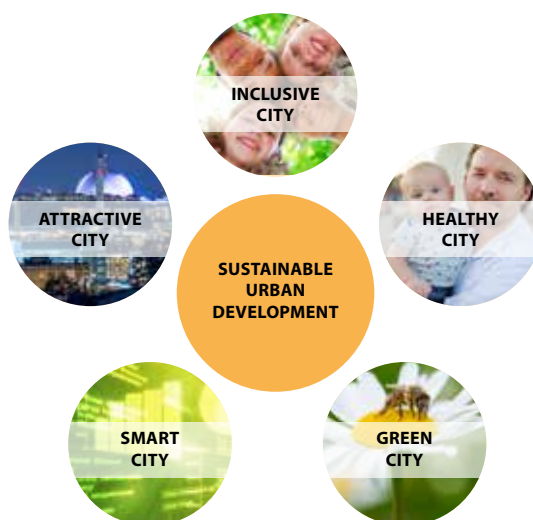 INCLUSIVE
CITY
ATTRACTIVE
CITY
HEALTHY
CITY
SUSTAINABLE
URBAN
DEVELOPMENT
SMART
CITY
GREEN
CITY